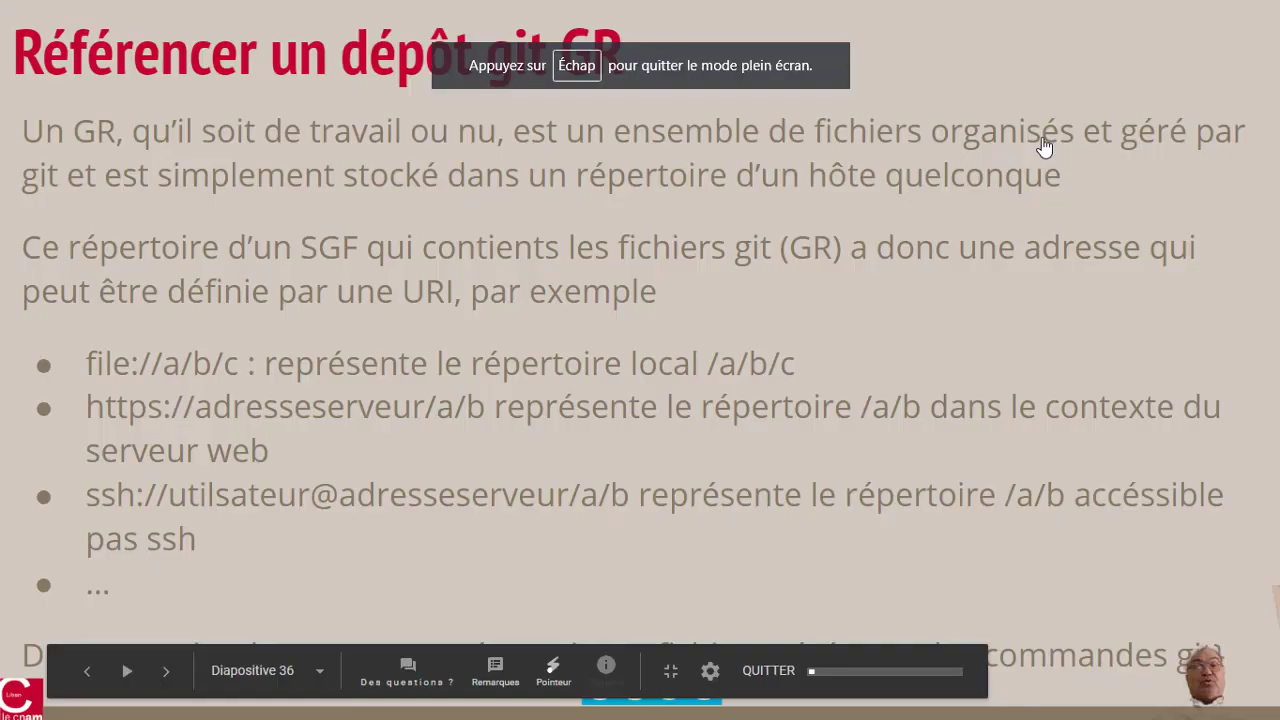 Référencer un dépôt git GR
Appuyez sur Échap pour quitter le mode plein écran.
Un GR, qu’il soit de travail ou nu, est un ensemble de fichiers organisés et géré par
git et est simplement stocké dans un répertoire d’un hôte quelconque
Ce répertoire d’un SGF qui contients les fichiers git (GR) a donc une adresse qui
peut être définie par une URI, par exemple
● file://a/b/c : représente le répertoire local /a/b/c
● https://adresseserveur/a/b représente le répertoire /a/b dans le contexte du
serveur web
● ssh://utilsateur@adresseserveur/a/b représente le répertoire /a/b accéssible
pas ssh
● ...
commandes
Diapositive 36
Des questions ?
Remarques
Pointeur
QUITTER
C
Liban
le cnam